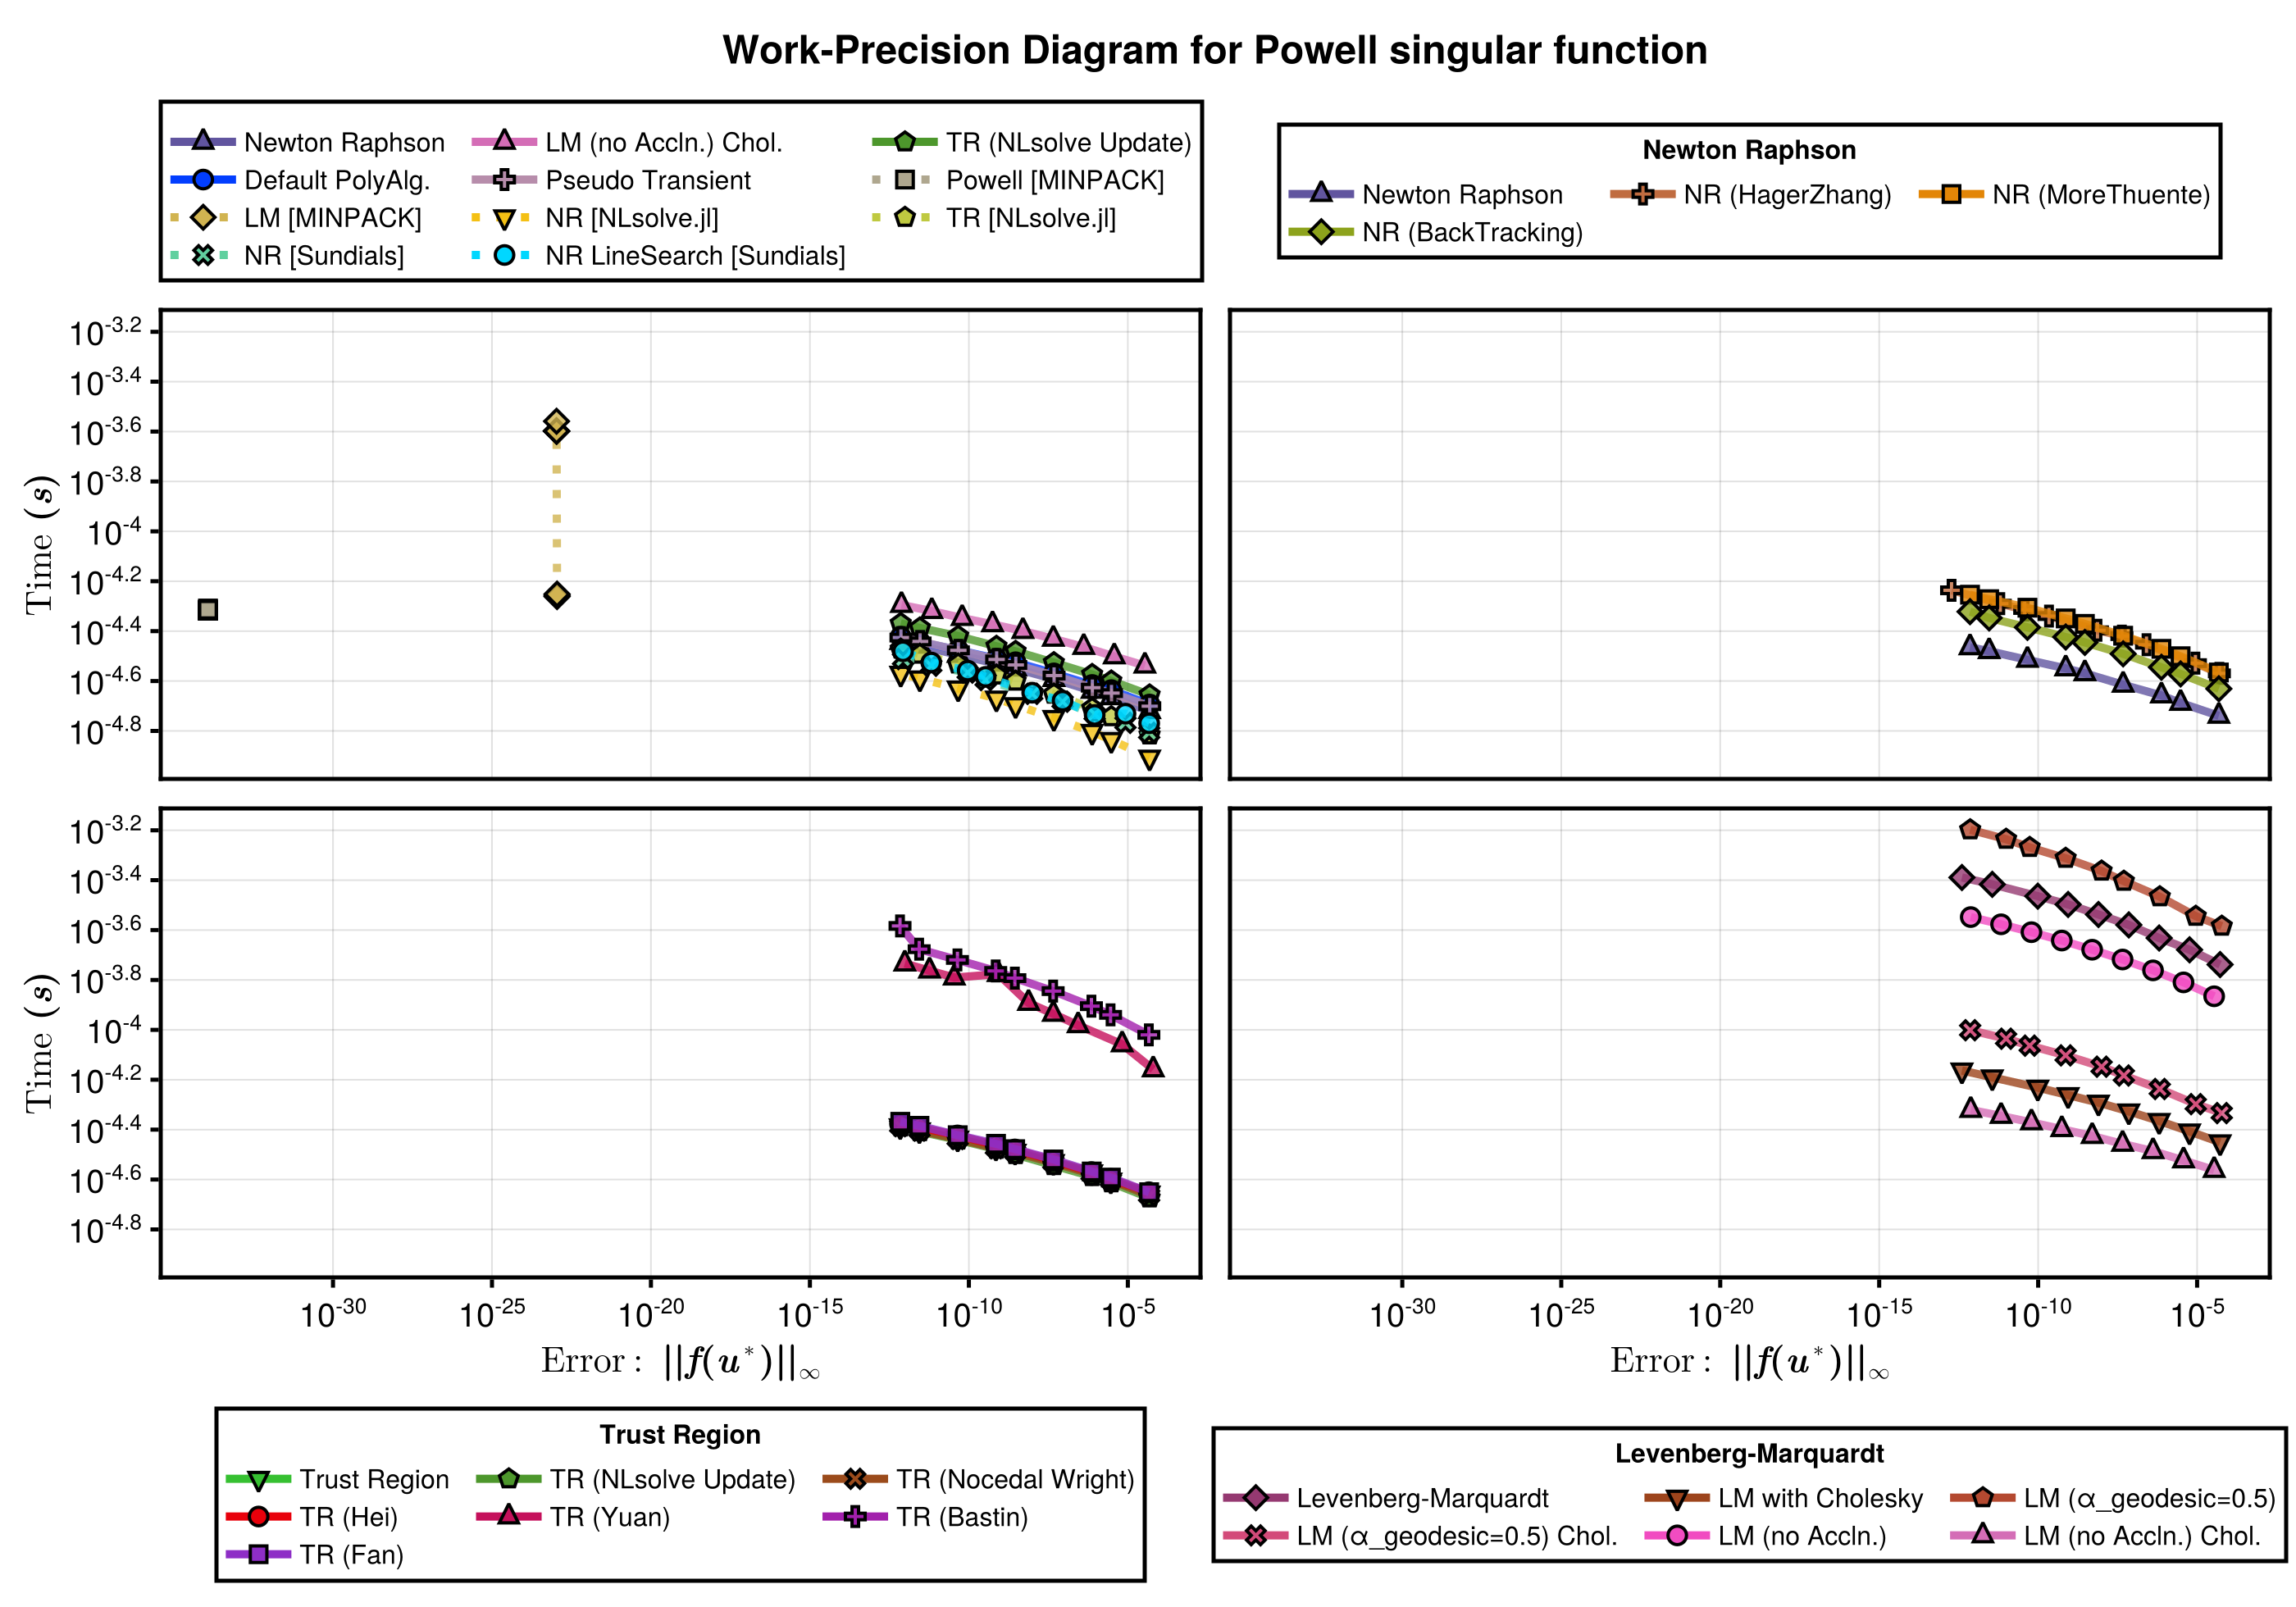 Work-Precision Diagram for Powell singular function
Newton Raphson LM (no Accln.) Chol. TR (NLsolve Update)
Default PolyAlg. Pseudo Transient Powell [MINPACK]
LM [MINPACK] NR [NLsolve.jl] TR [NLsolve.jl]
NR [Sundials] NR LineSearch [Sundials]
Newton Raphson
Newton Raphson NR (HagerZhang) NR (MoreThuente)
NR (BackTracking)
Time (s)
10^-3.2
10^-3.4
10^-3.6
10^-3.8
10^-4
10^-4.2
10^-4.4
10^-4.6
10^-4.8
Time (s)
10^-3.2
10^-3.4
10^-3.6
10^-3.8
10^-4
10^-4.2
10^-4.4
10^-4.6
10^-4.8
10^-30 10^-25 10^-20 10^-15 10^-10 10^-5
Error: ||f(u*)||∞
10^-30 10^-25 10^-20 10^-15 10^-10 10^-5
Error: ||f(u*)||∞
Trust Region
Trust Region TR (NLsolve Update) TR (Nocedal Wright)
TR (Hei) TR (Yuan) TR (Bastin)
TR (Fan)
Levenberg-Marquardt
Levenberg-Marquardt LM with Cholesky LM (α_geodesic=0.5)
LM (α_geodesic=0.5) Chol. LM (no Accln.) LM (no Accln.) Chol.